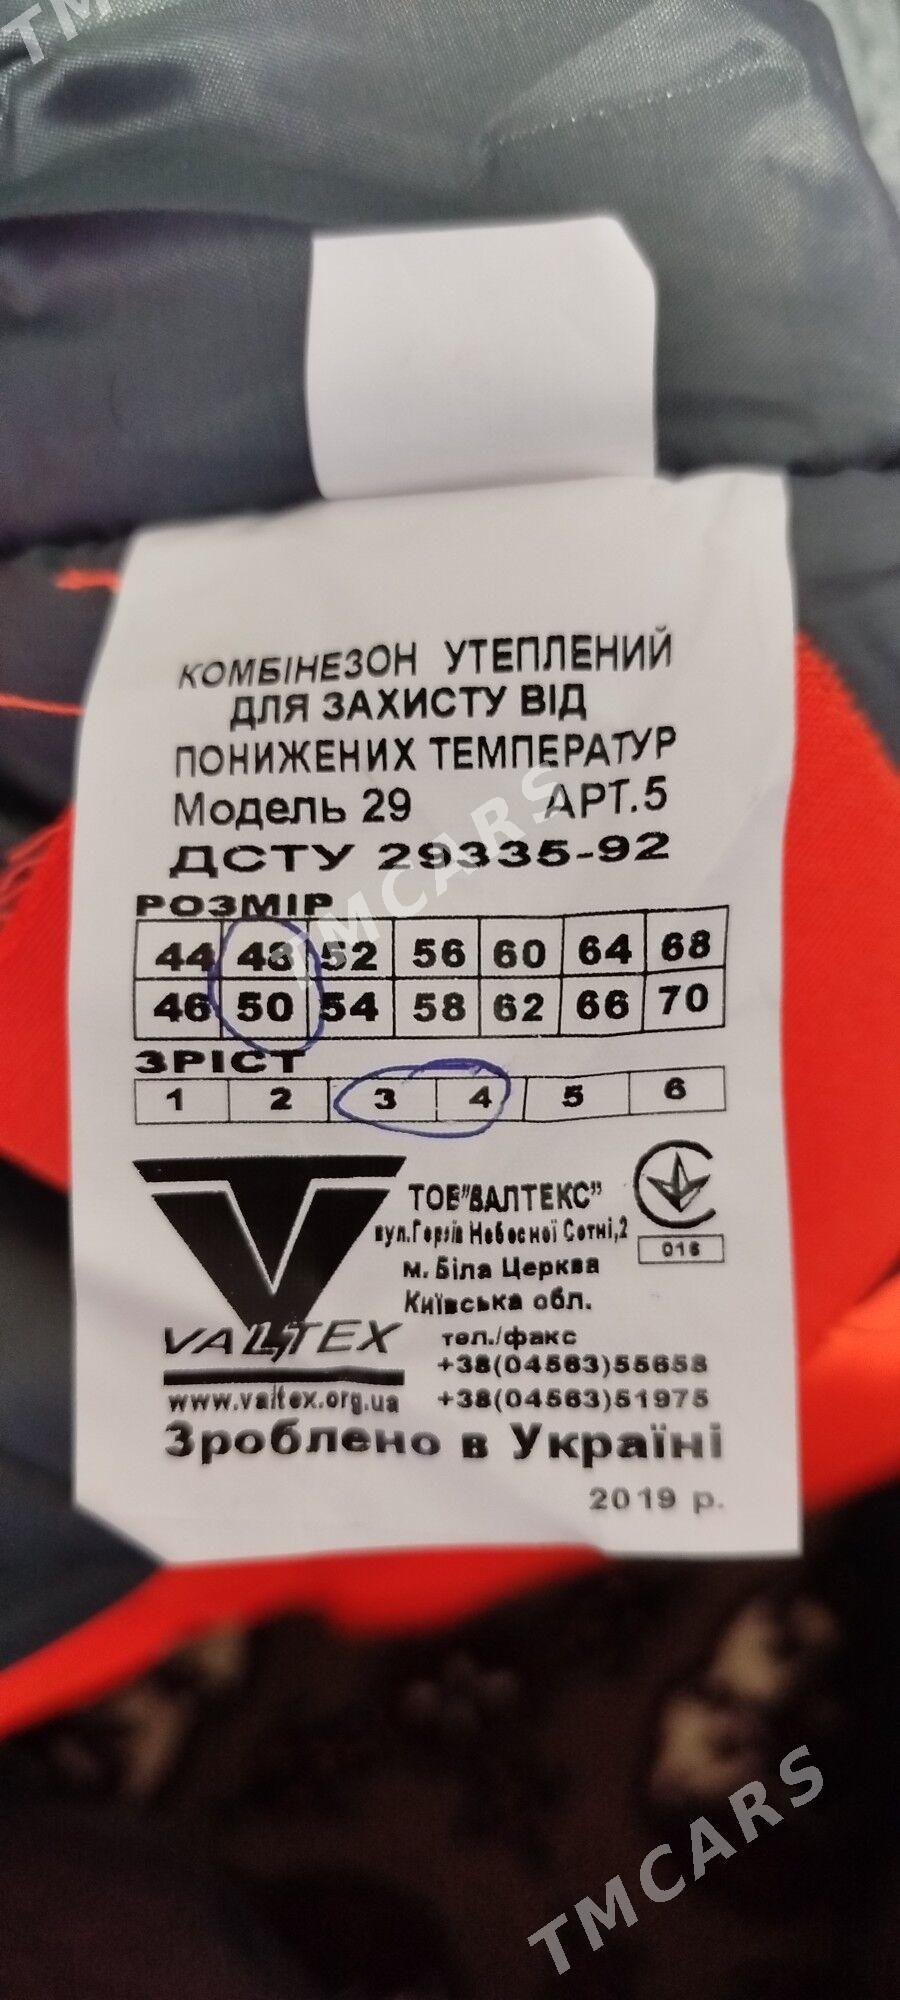 TM
КОМБІНЕЗОН УТЕПЛЕНИЙ
ДЛЯ ЗАХИСТУ ВІД
ПОНИЖЕНИХ ТЕМПЕРАТУР
Модель 29 АРТ.5
ДСТУ 29335-92
TMCARS
РОЗМІР
44 48 52 56 60 64 68
46 50 54 58 62 66 70
ЗРІСТ
1 2 3 4 5 6
ТОВ"ВАЛТЕКС"
вул.Героїв Небесної Сотні,2
016
м. Біла Церква
Київська обл.
VALTEX
тел./факс
+38(04563)55658
www.valtex.org.ua
+38(04563)51975
Зроблено в Україні
2019 р.
TMCARS